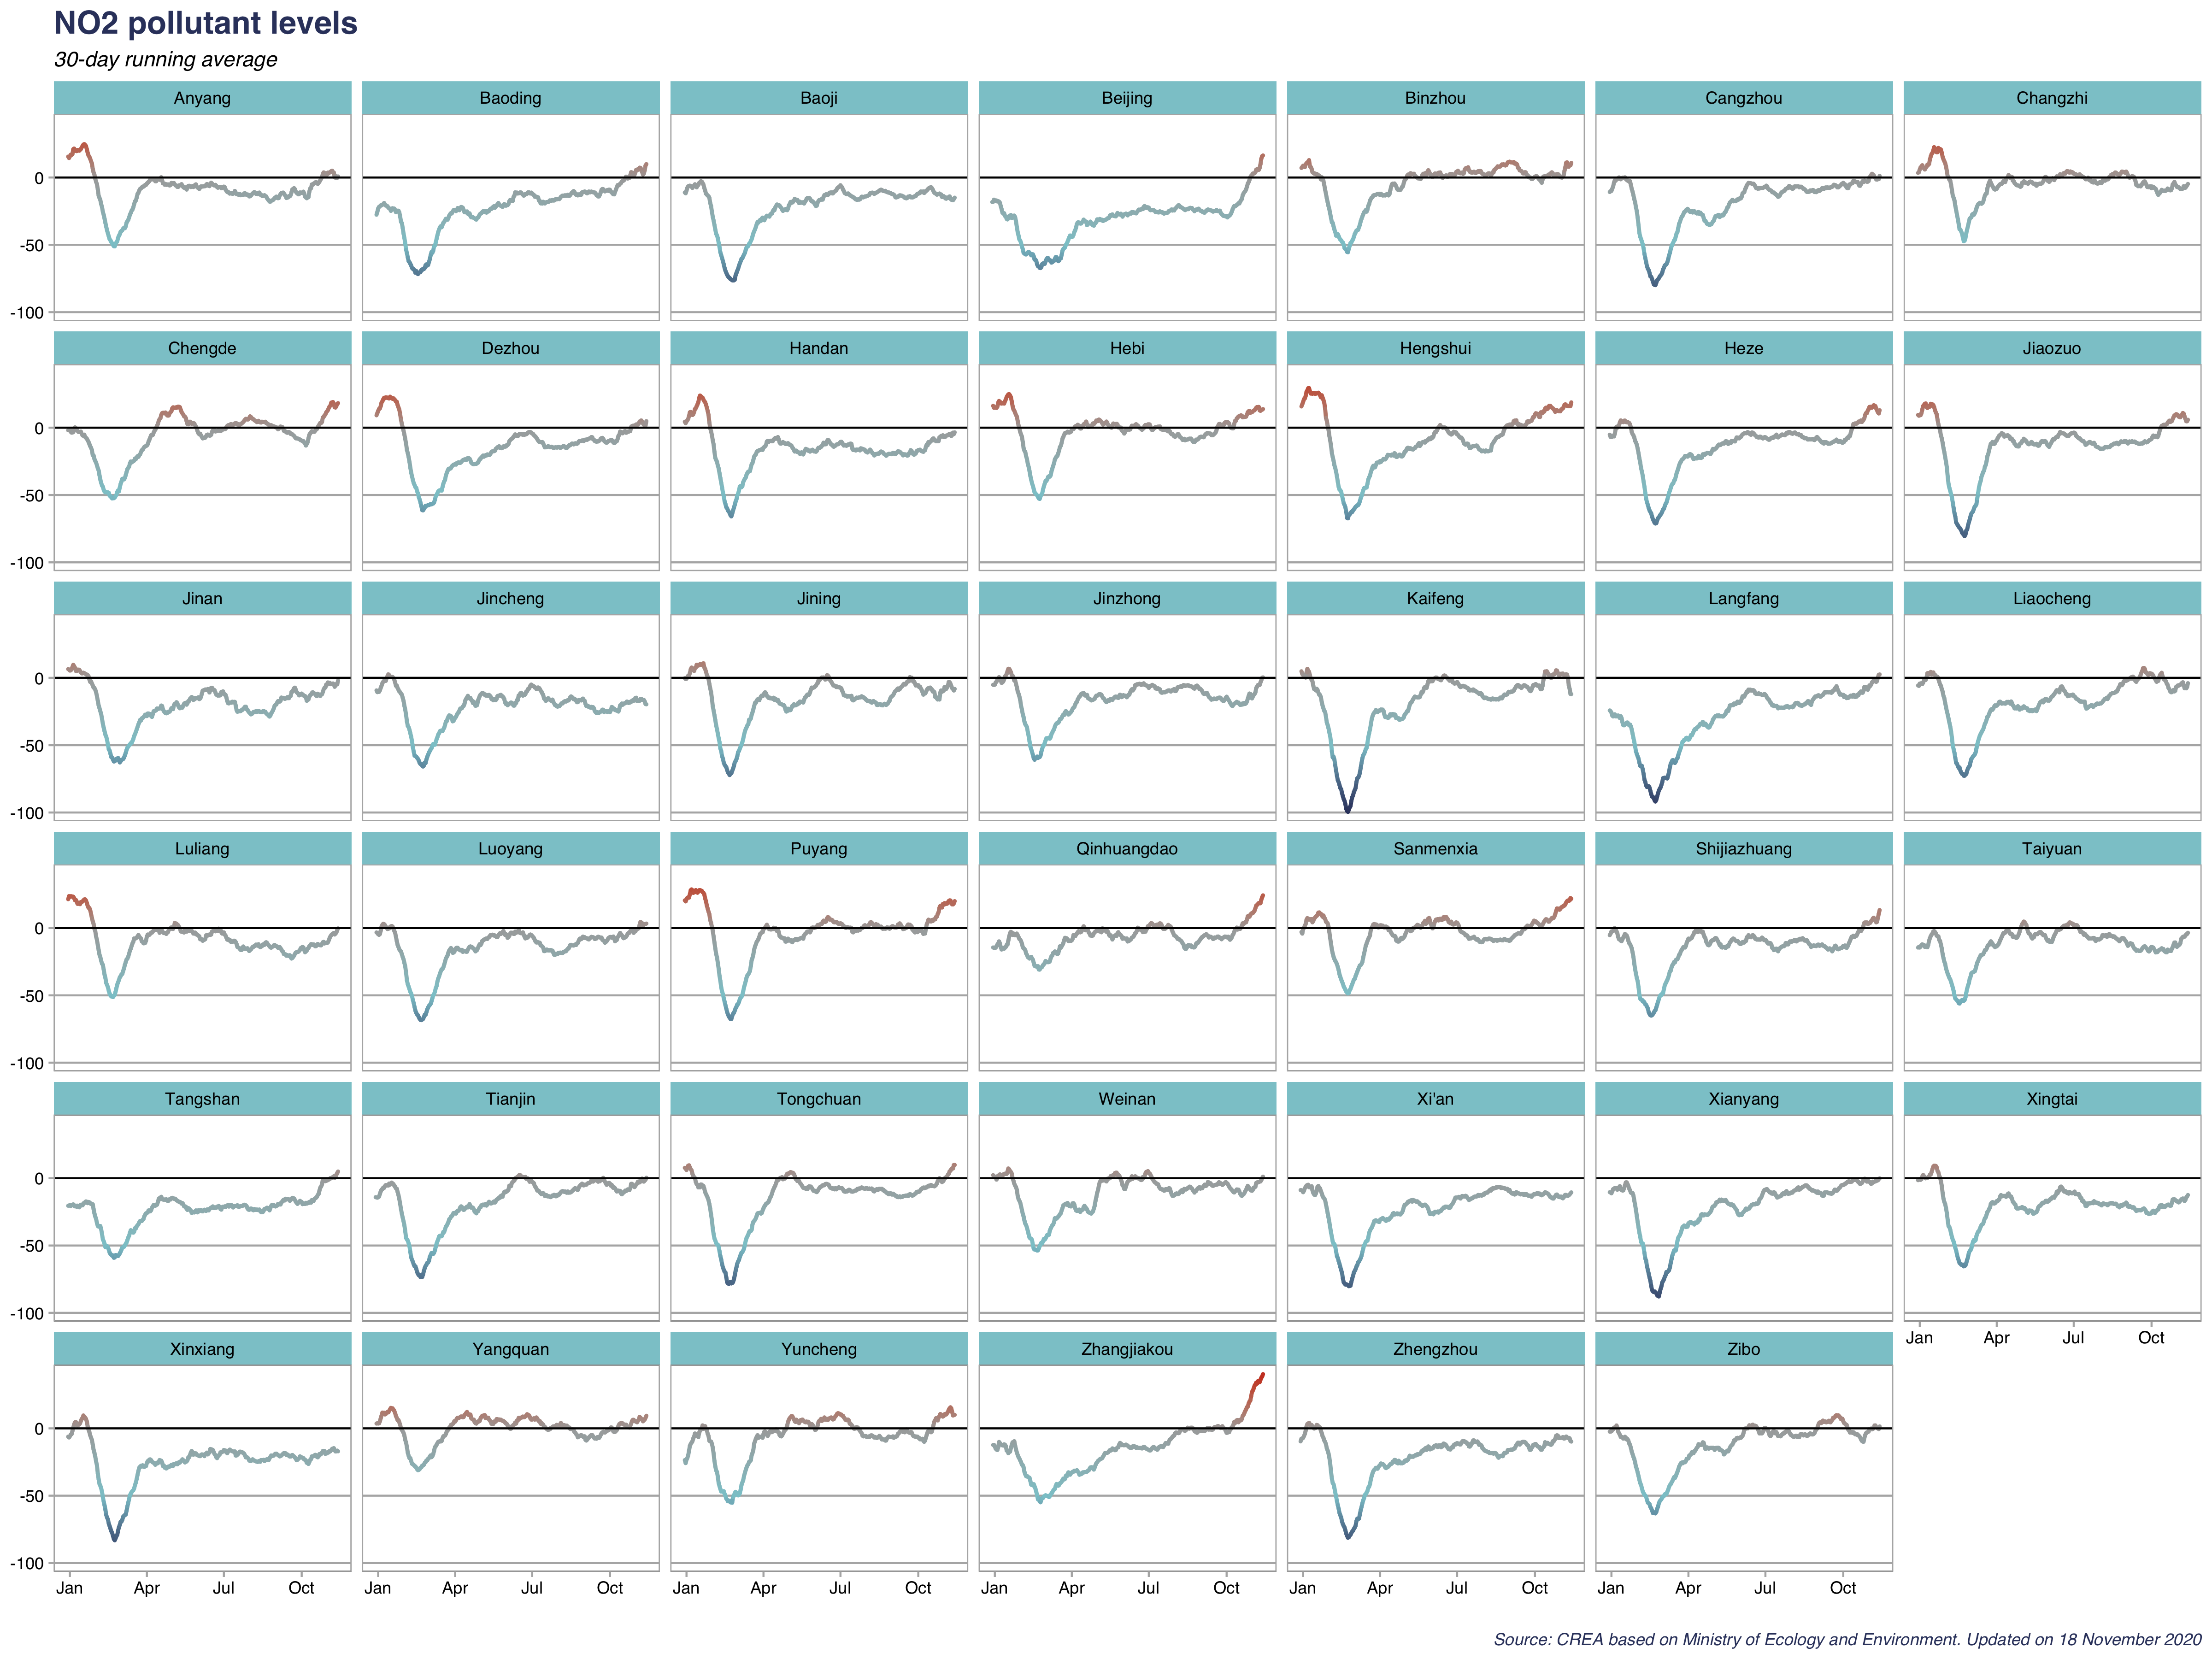 NO2 pollutant levels
30-day running average
Anyang Baoding Baoji Beijing Binzhou Cangzhou Changzhi
0
-50
-100
Chengde Dezhou Handan Hebi Hengshui Heze Jiaozuo
0
-50
-100
Jinan Jincheng Jining Jinzhong Kaifeng Langfang Liaocheng
0
-50
-100
Luliang Luoyang Puyang Qinhuangdao Sanmenxia Shijiazhuang Taiyuan
0
-50
-100
Tangshan Tianjin Tongchuan Weinan Xi'an Xianyang Xingtai
0
-50
-100
Jan Apr Jul Oct
Xinxiang Yangquan Yuncheng Zhangjiakou Zhengzhou Zibo
0
-50
-100
Jan Apr Jul Oct Jan Apr Jul Oct Jan Apr Jul Oct Jan Apr Jul Oct Jan Apr Jul Oct Jan Apr Jul Oct
Source: CREA based on Ministry of Ecology and Environment. Updated on 18 November 2020